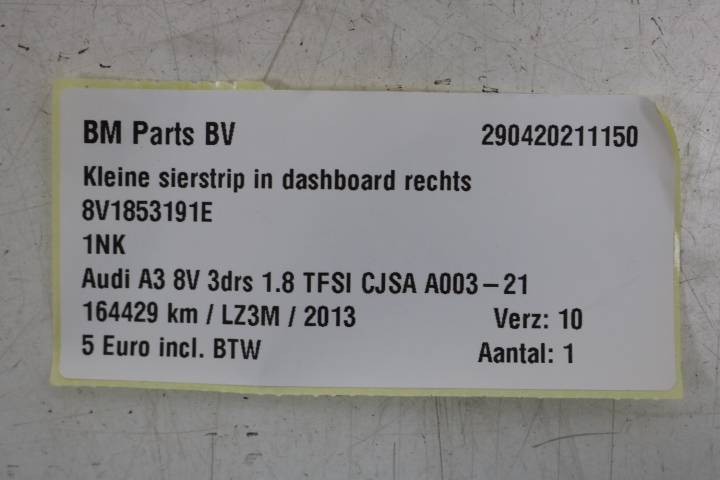 BM Parts BV 290420211150
Kleine sierstrip in dashboard rechts
8V1853191E
1NK
Audi A3 8V 3drs 1.8 TFSI CJSA A003-21
164429 km / LZ3M / 2013 Verz: 10
5 Euro incl. BTW Aantal: 1